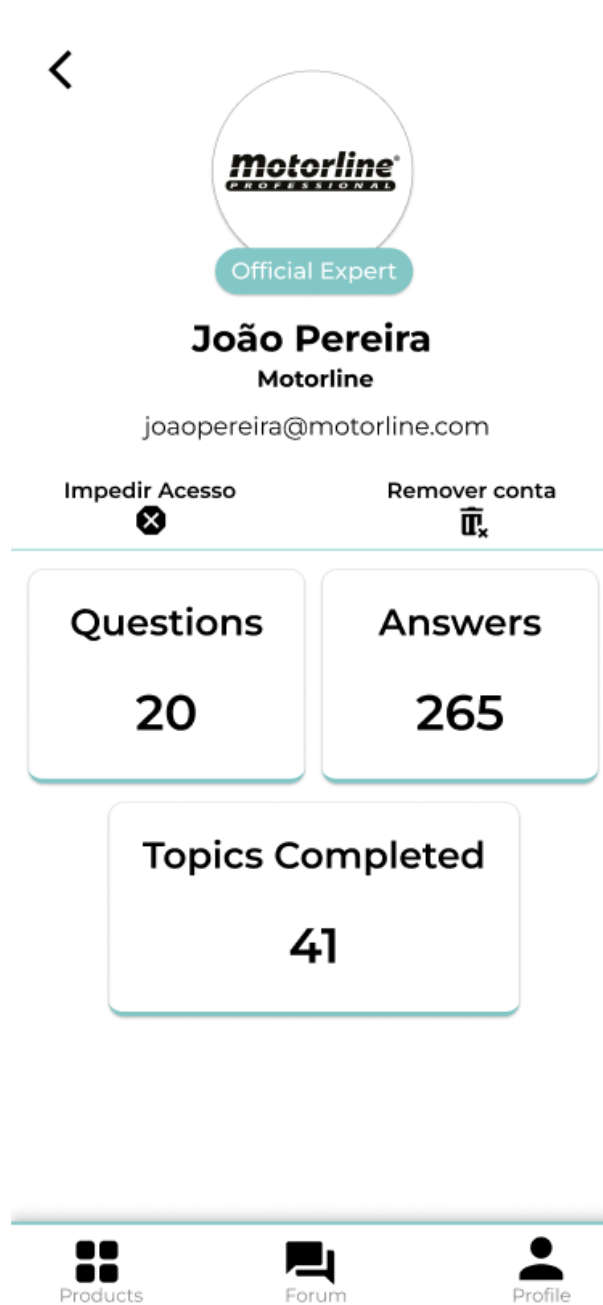 Motorline®
PROFESSIONAL
Official Expert
João Pereira
Motorline
joaopereira@motorline.com
Impedir Acesso
Remover conta
Questions
20
Answers
265
Topics Completed
41
Products
Forum
Profile